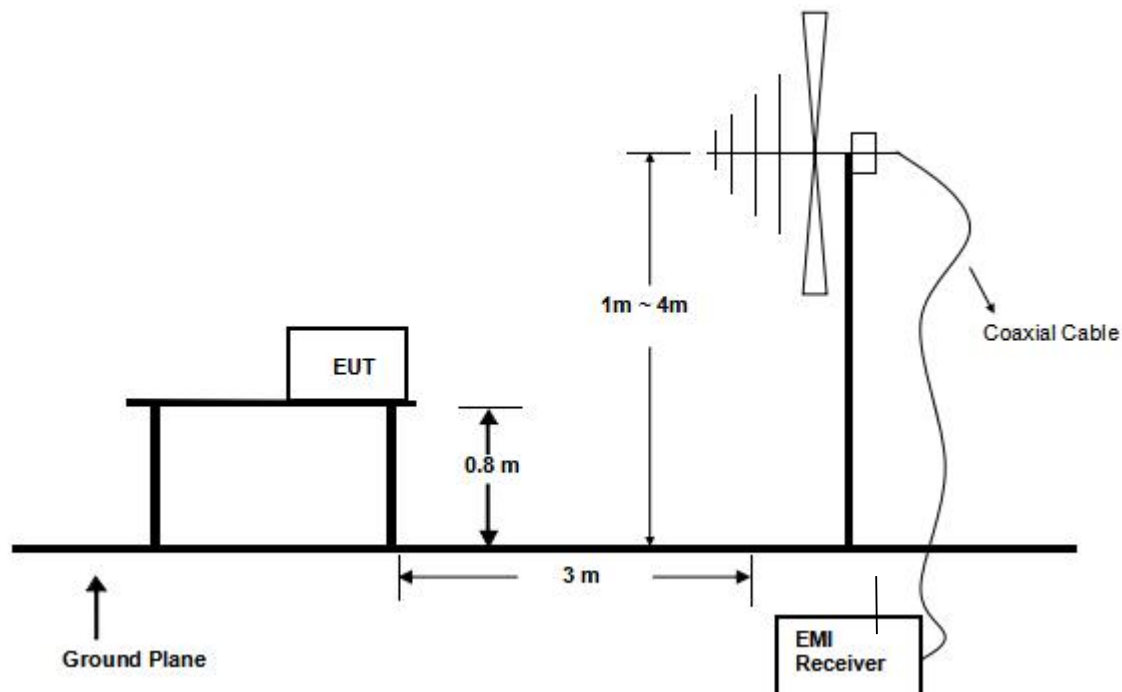 1m ~ 4m
Coaxial Cable
EUT
0.8 m
3 m
Ground Plane
EMI
Receiver